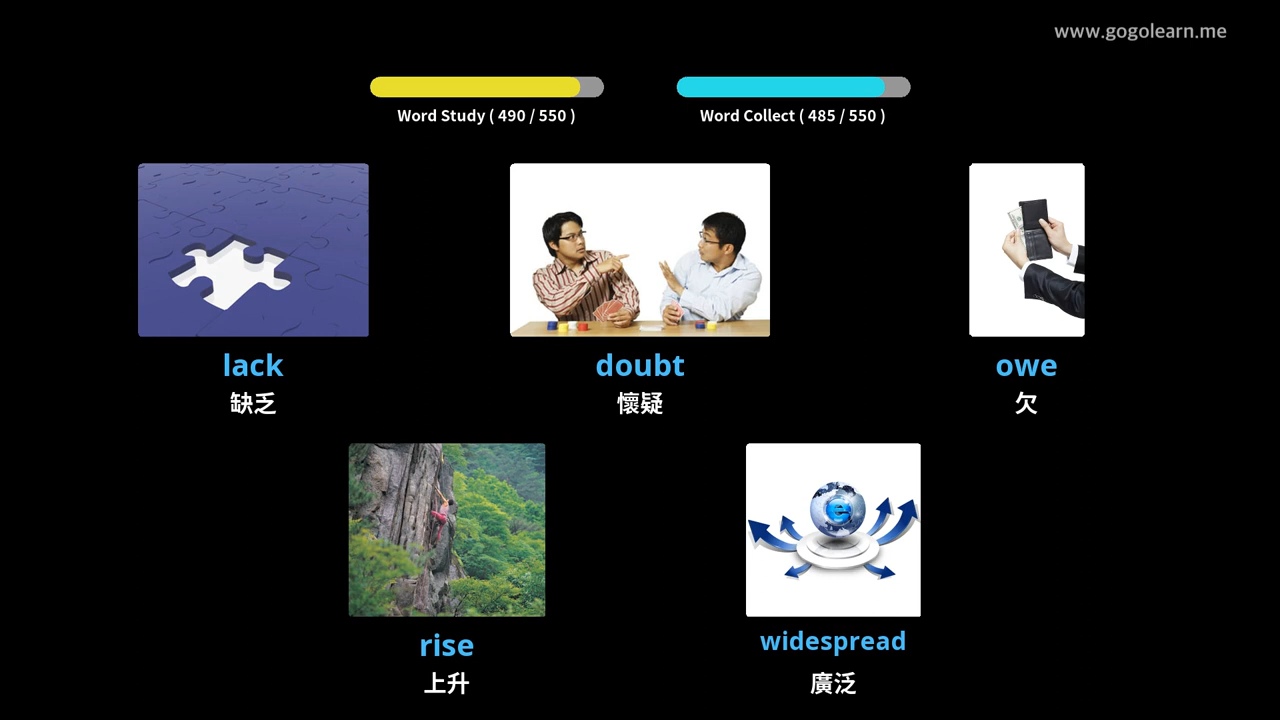 www.gogolearn.me
Word Study ( 490 / 550 )
Word Collect ( 485 / 550 )
lack
缺乏
doubt
懷疑
owe
欠
e
rise
上升
widespread
廣泛